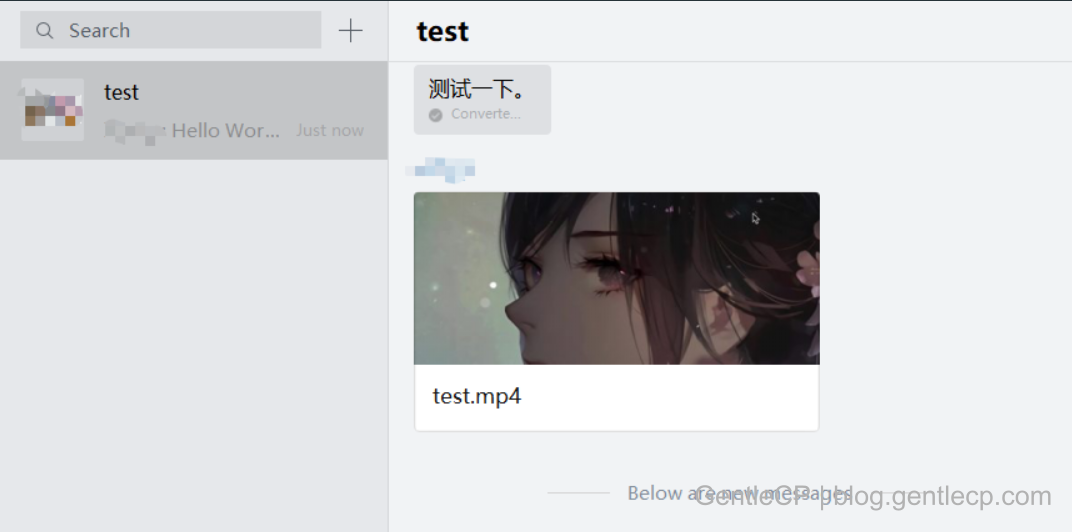 Search
test
Hello Wor...
Just now
test
测试一下。
Converte...
test.mp4
Below are new messages
GentleCP | blog.gentlecp.com